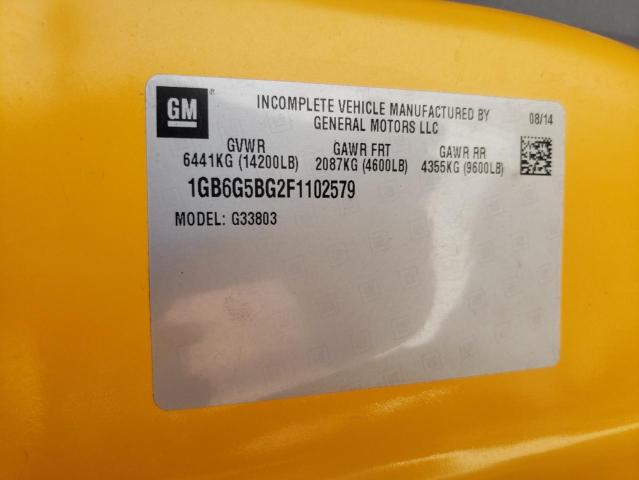 GM
INCOMPLETE VEHICLE MANUFACTURED BY
GENERAL MOTORS LLC
08/14
GVWR GAWR FRT GAWR RR
6441KG (14200LB) 2087KG (4600LB) 4355KG (9600LB)
1GB6G5BG2F1102579
MODEL: G33803